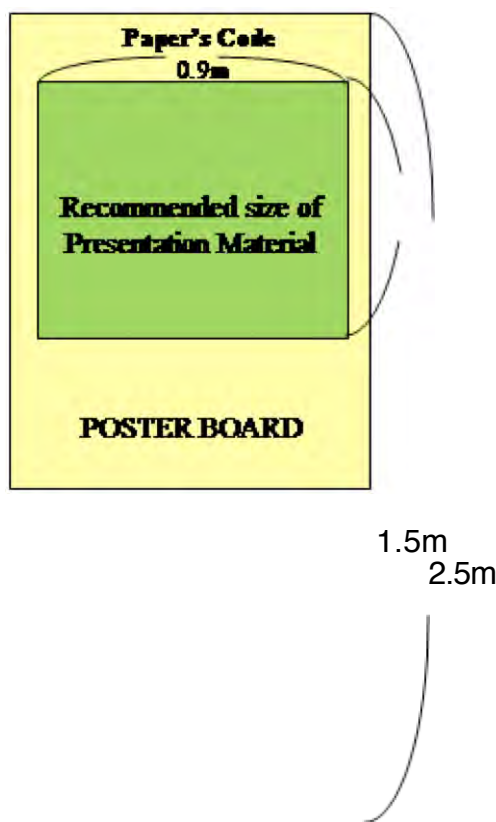 Paper's Code
0.9m
Recommended size of
Presentation Material
POSTER BOARD
1.5m
2.5m